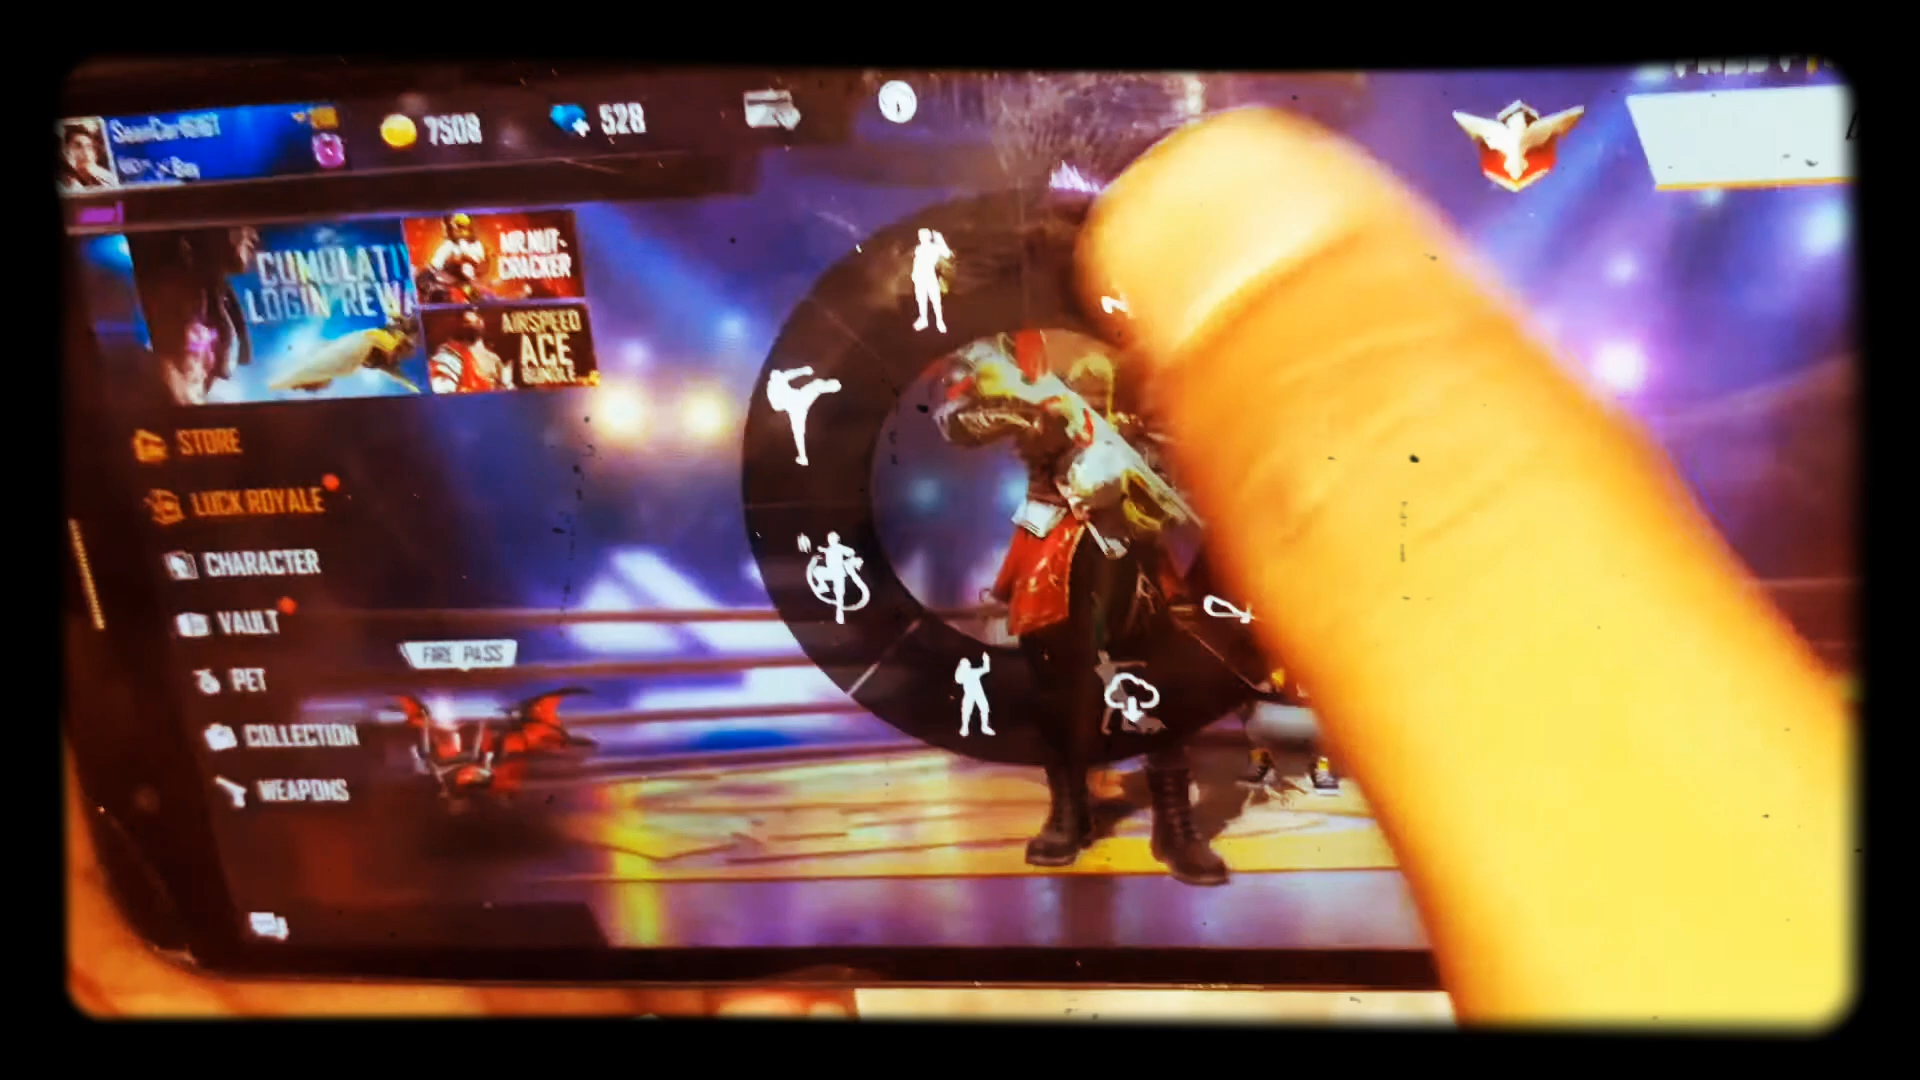 7508
528
CUMULATI
LOGIN REWA
MR.NUT-
CRACKER
AIRSPEED
ACE
BUNDLE
STORE
LUCK ROYALE
CHARACTER
VAULT
FIRE PASS
PET
COLLECTION
WEAPONS